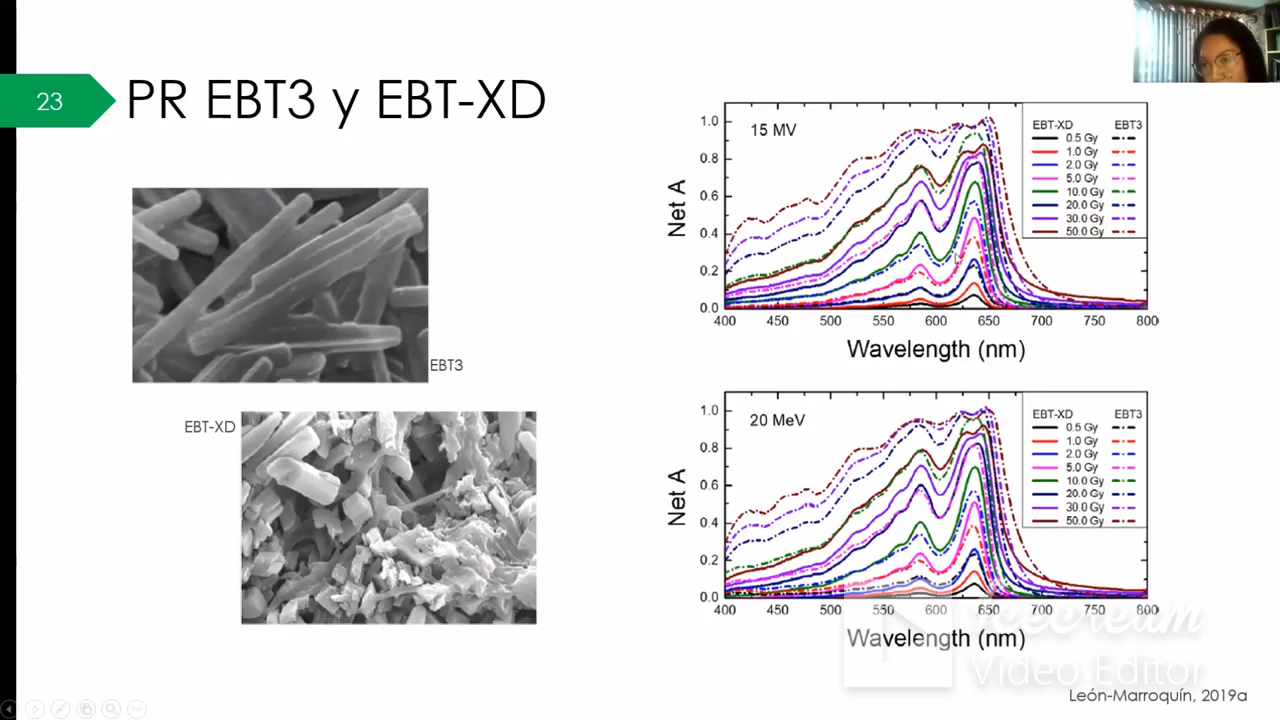 23
PR EBT3 y EBT-XD
EBT3
EBT-XD
15 MV
EBT-XD EBT3
0.5 Gy
1.0 Gy
2.0 Gy
5.0 Gy
10.0 Gy
20.0 Gy
30.0 Gy
50.0 Gy
Net A
1.0
0.8
0.6
0.4
0.2
0.0
400 450 500 550 600 650 700 750 800
Wavelength (nm)
20 MeV
EBT-XD EBT3
0.5 Gy
1.0 Gy
2.0 Gy
5.0 Gy
10.0 Gy
20.0 Gy
30.0 Gy
50.0 Gy
Net A
1.0
0.8
0.6
0.4
0.2
0.0
400 450 500 550 600 650 700 750 800
Wavelength (nm)
Icecream
Video Editor
León-Marroquín, 2019a